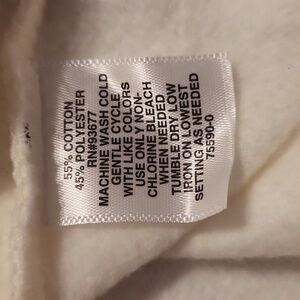 55% COTTON
45% POLYESTER
RN#93677
MACHINE WASH COLD
GENTLE CYCLE
WITH LIKE COLORS
USE ONLY NON-
CHLORINE BLEACH
WHEN NEEDED
TUMBLE DRY LOW
IRON ON LOWEST
SETTING AS NEEDED
75590-0